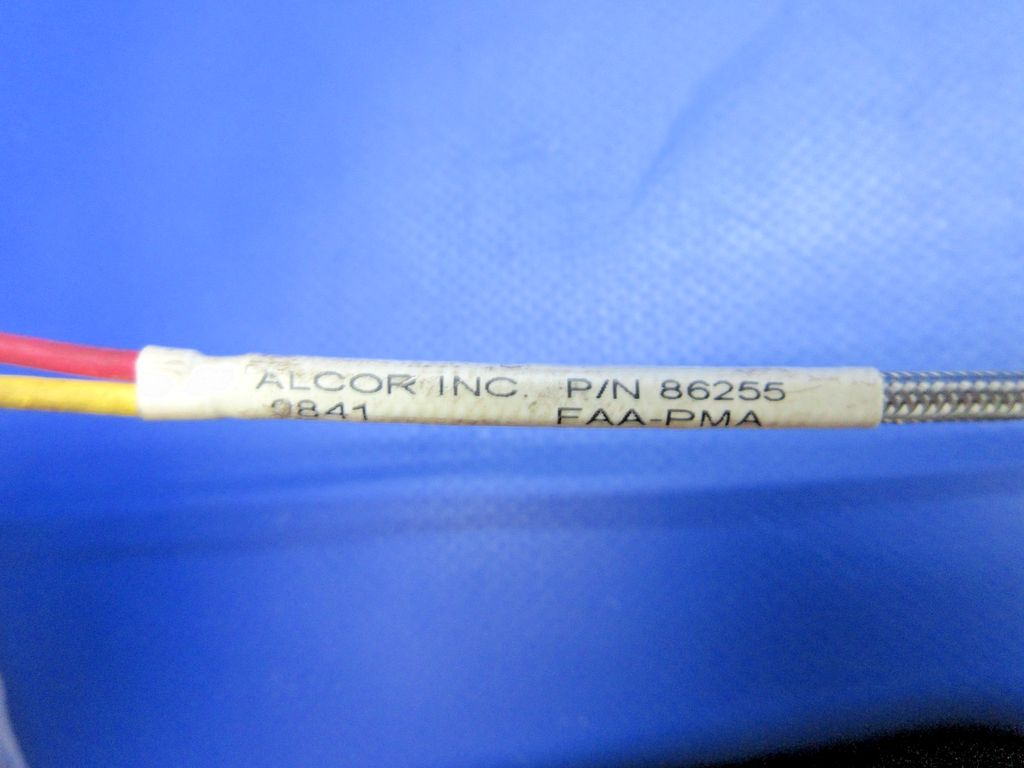 ALCOR INC. P/N 86255
9841 FAA-PMA